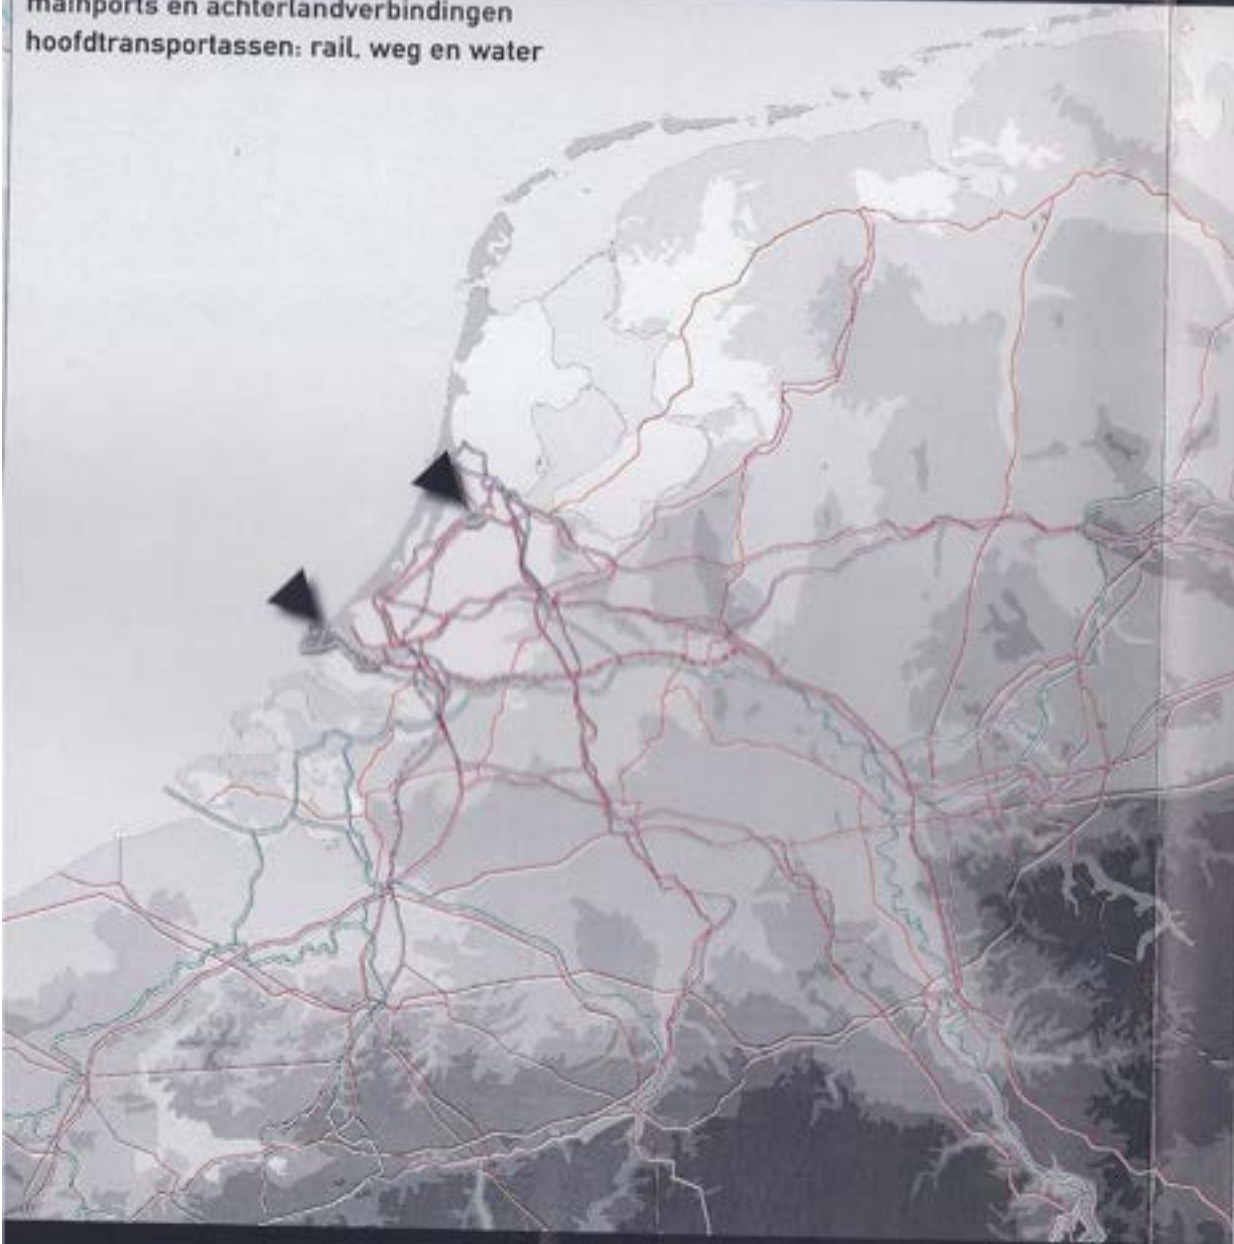 mainports en achterlandverbindingen
hoofdtransportassen: rail, weg en water